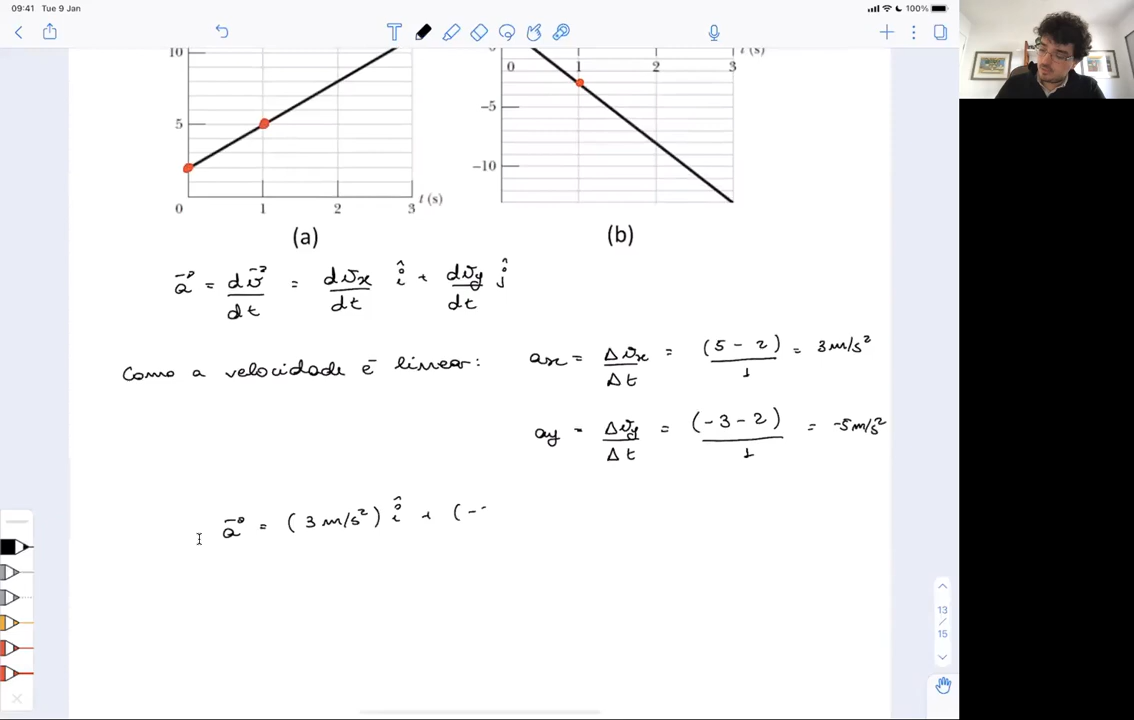 09:41 Tue 9 Jan
100%
10
5
0 1 2 3 t (s)
(a)
0 1 2 3 t (s)
-5
-10
(b)
a = dv/dt = dvx/dt i + dvy/dt j
Como a velocidade é linear:
ax = Δvx/Δt = (5 - 2)/1 = 3 m/s²
ay = Δvy/Δt = (-3 - 2)/1 = -5 m/s²
a = (3 m/s²) i + (-
13
/
15